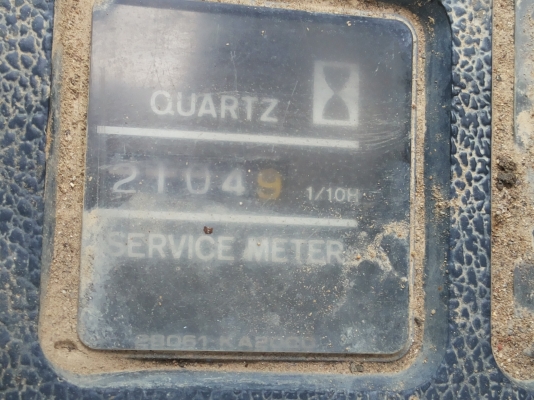 QUARTZ
21049 1/10H
SERVICE METER